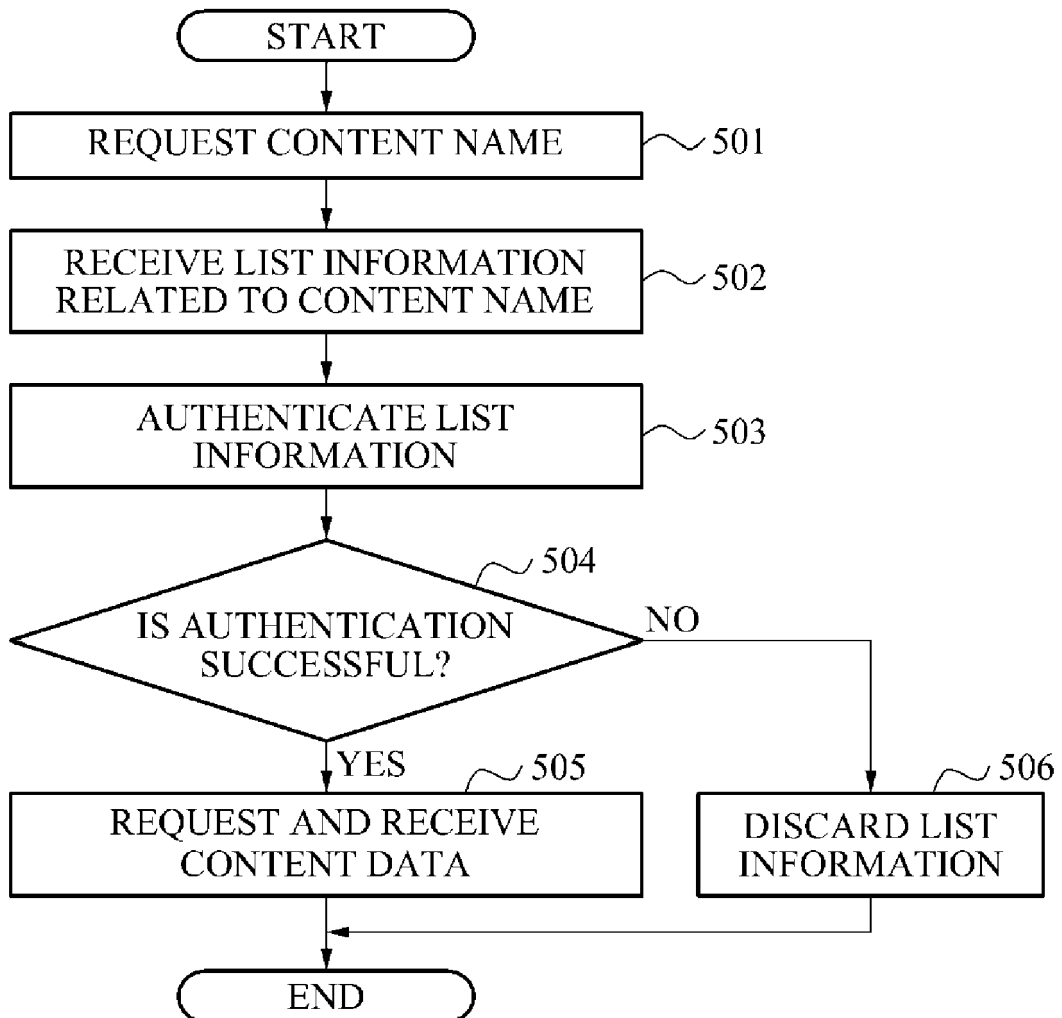 START
REQUEST CONTENT NAME
501
RECEIVE LIST INFORMATION
RELATED TO CONTENT NAME
502
AUTHENTICATE LIST
INFORMATION
503
504
IS AUTHENTICATION
SUCCESSFUL?
NO
YES
505
REQUEST AND RECEIVE
CONTENT DATA
506
DISCARD LIST
INFORMATION
END